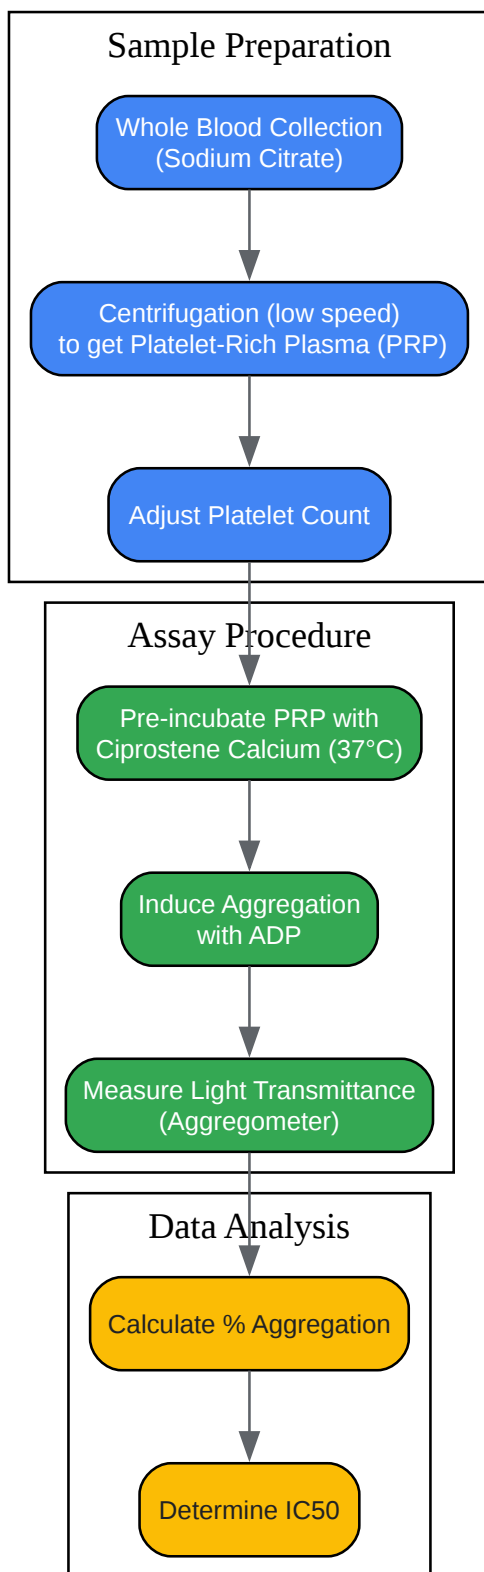 Sample Preparation
Whole Blood Collection
(Sodium Citrate)
Centrifugation (low speed)
to get Platelet-Rich Plasma (PRP)
Adjust Platelet Count
Assay Procedure
Pre-incubate PRP with
Ciprostene Calcium (37°C)
Induce Aggregation
with ADP
Measure Light Transmittance
(Aggregometer)
Data Analysis
Calculate % Aggregation
Determine IC50